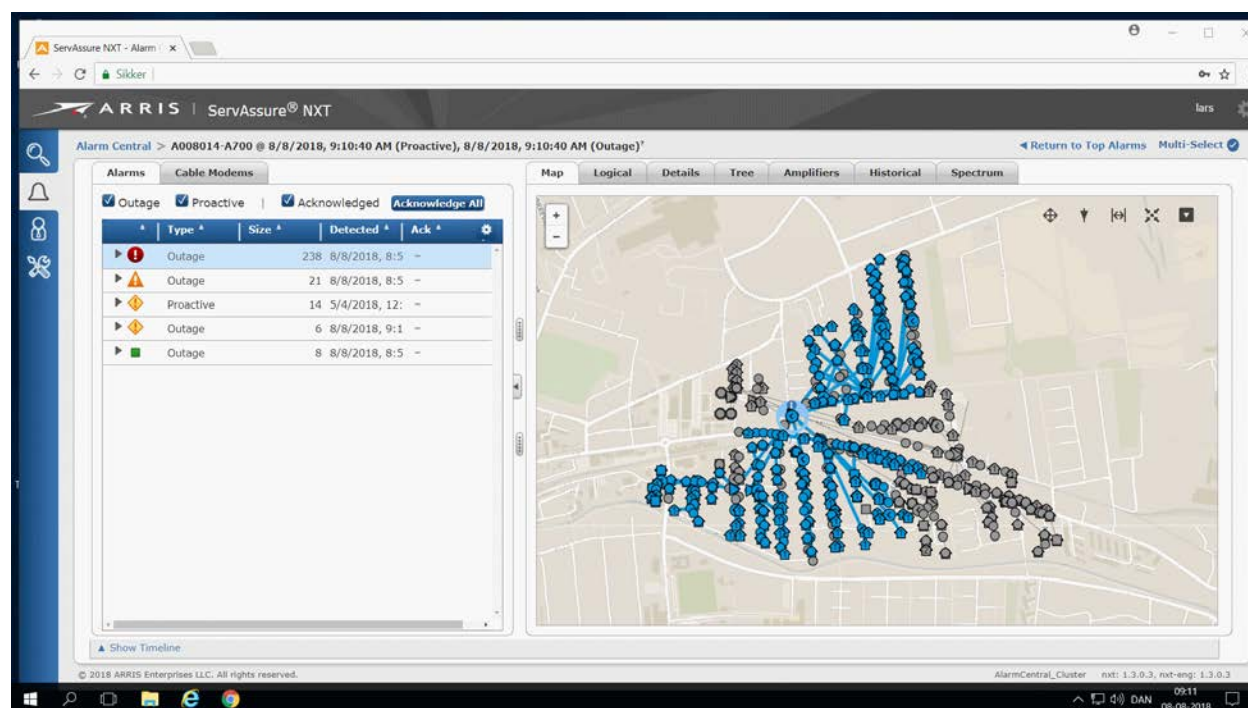 ServAssure NXT - Alarm
Sikker
ARRIS | ServAssure® NXT
lars
Alarm Central > A008014-A700 @ 8/8/2018, 9:10:40 AM (Proactive), 8/8/2018, 9:10:40 AM (Outage)
Return to Top Alarms Multi-Select
Alarms Cable Modems
Map Logical Details Tree Amplifiers Historical Spectrum
Outage Proactive | Acknowledged Acknowledge All
Type Size Detected Ack
Outage 238 8/8/2018, 8:5 -
Outage 21 8/8/2018, 8:5 -
Proactive 14 5/4/2018, 12: -
Outage 6 8/8/2018, 9:1 -
Outage 8 8/8/2018, 8:5 -
+
-
Show Timeline
© 2018 ARRIS Enterprises LLC. All rights reserved.
AlarmCentral_Cluster nxt: 1.3.0.3, nxt-eng: 1.3.0.3
DAN 09:11
08-08-2018